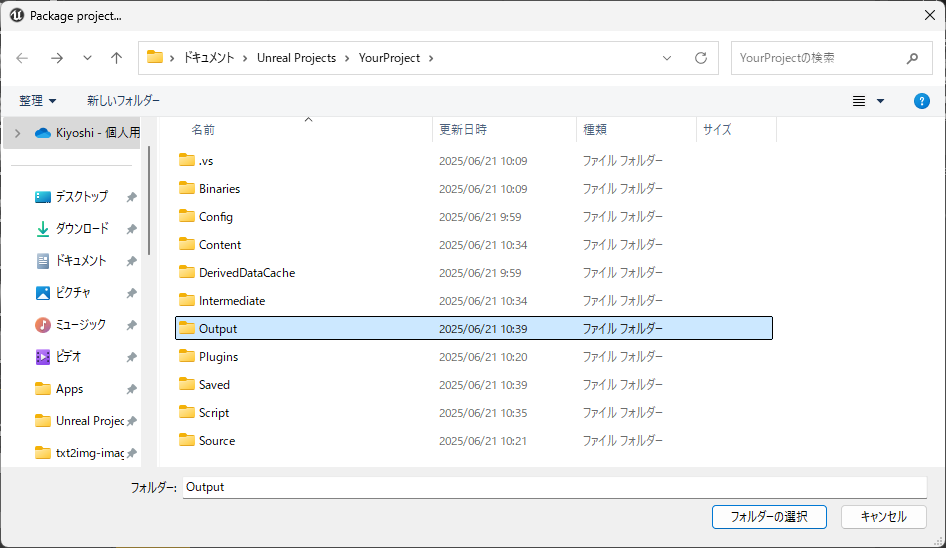 Package project...
ドキュメント > Unreal Projects > YourProject >
YourProjectの検索
整理 新しいフォルダー
?
Kiyoshi - 個人用
デスクトップ
ダウンロード
ドキュメント
ピクチャ
ミュージック
ビデオ
Apps
Unreal Projec
txt2img-imag
名前 更新日時 種類 サイズ
.vs 2025/06/21 10:09 ファイル フォルダー
Binaries 2025/06/21 10:09 ファイル フォルダー
Config 2025/06/21 9:59 ファイル フォルダー
Content 2025/06/21 10:34 ファイル フォルダー
DerivedDataCache 2025/06/21 9:59 ファイル フォルダー
Intermediate 2025/06/21 10:34 ファイル フォルダー
Output 2025/06/21 10:39 ファイル フォルダー
Plugins 2025/06/21 10:20 ファイル フォルダー
Saved 2025/06/21 10:39 ファイル フォルダー
Script 2025/06/21 10:35 ファイル フォルダー
Source 2025/06/21 10:21 ファイル フォルダー
フォルダー: Output
フォルダーの選択 キャンセル